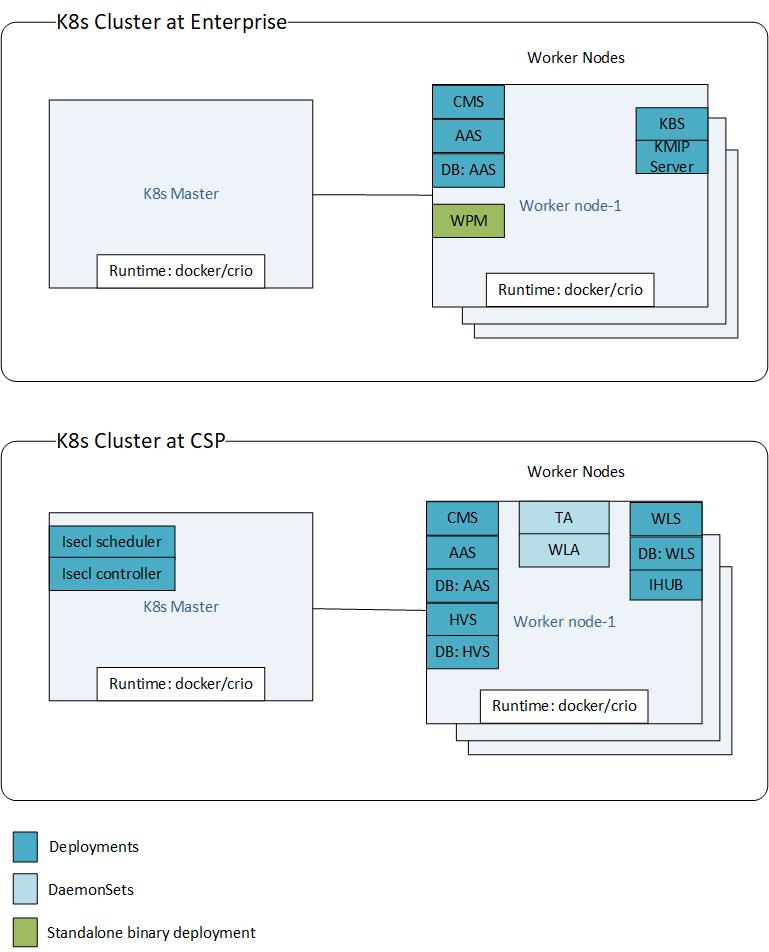 K8s Cluster at Enterprise
Worker Nodes
CMS
AAS
DB: AAS
WPM
KBS
KMIP
Server
K8s Master
Worker node-1
Runtime: docker/crio
Runtime: docker/crio
K8s Cluster at CSP
Worker Nodes
Isecl scheduler
Isecl controller
K8s Master
Runtime: docker/crio
CMS
AAS
DB: AAS
HVS
DB: HVS
TA
WLA
WLS
DB: WLS
IHUB
Worker node-1
Runtime: docker/crio
Deployments
DaemonSets
Standalone binary deployment